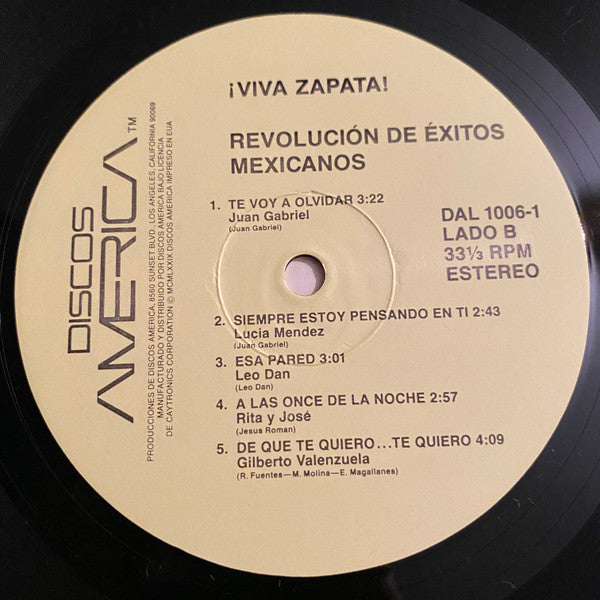 ¡VIVA ZAPATA!
REVOLUCIÓN DE ÉXITOS
MEXICANOS
1. TE VOY A OLVIDAR 3:22
Juan Gabriel
(Juan Gabriel)
DAL 1006-1
LADO B
33⅓ RPM
ESTEREO
2. SIEMPRE ESTOY PENSANDO EN TI 2:43
Lucia Mendez
(Juan Gabriel)
3. ESA PARED 3:01
Leo Dan
(Leo Dan)
4. A LAS ONCE DE LA NOCHE 2:57
Rita y José
(Jesus Roman)
5. DE QUE TE QUIERO...TE QUIERO 4:09
Gilberto Valenzuela
(R. Fuentes—M. Molina—E. Magallanes)
DISCOS
AMERICA™
PRODUCCIONES DE DISCOS AMERICA, 8560 SUNSET BLVD., LOS ANGELES, CALIFORNIA 90069
MANUFACTURADO Y DISTRIBUIDO POR DISCOS AMERICA BAJO LICENCIA
DE CAYTRONICS CORPORATION © MCMLXXIX DISCOS AMERICA IMPRESO EN EUA